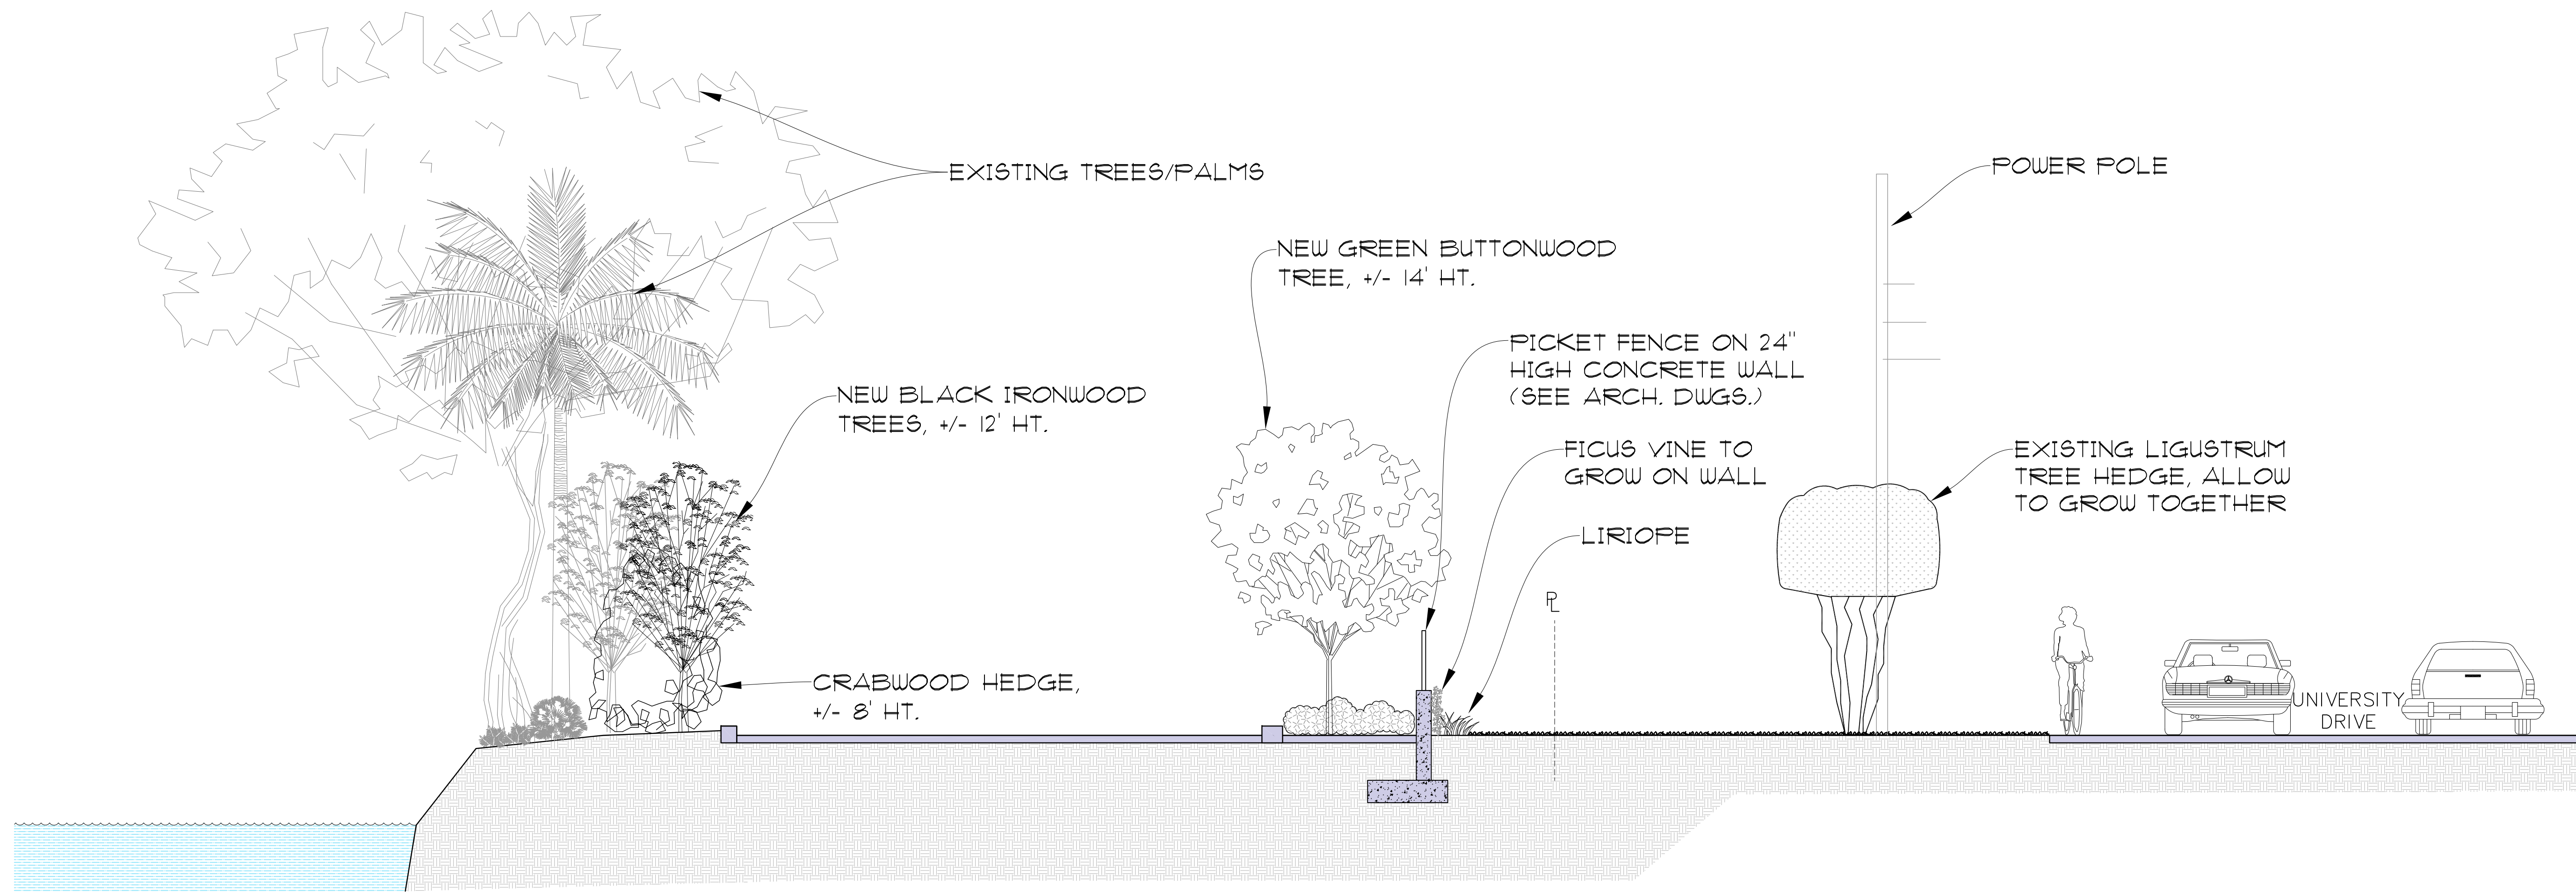 EXISTING TREES/PALMS
POWER POLE
NEW GREEN BUTTONWOOD
TREE, +/- 14' HT.
PICKET FENCE ON 24"
HIGH CONCRETE WALL
(SEE ARCH. DWGS.)
NEW BLACK IRONWOOD
TREES, +/- 12' HT.
FICUS VINE TO
GROW ON WALL
EXISTING LIGUSTRUM
TREE HEDGE, ALLOW
TO GROW TOGETHER
LIRIOPE
PL
CRABWOOD HEDGE,
+/- 8' HT.
UNIVERSITY
DRIVE